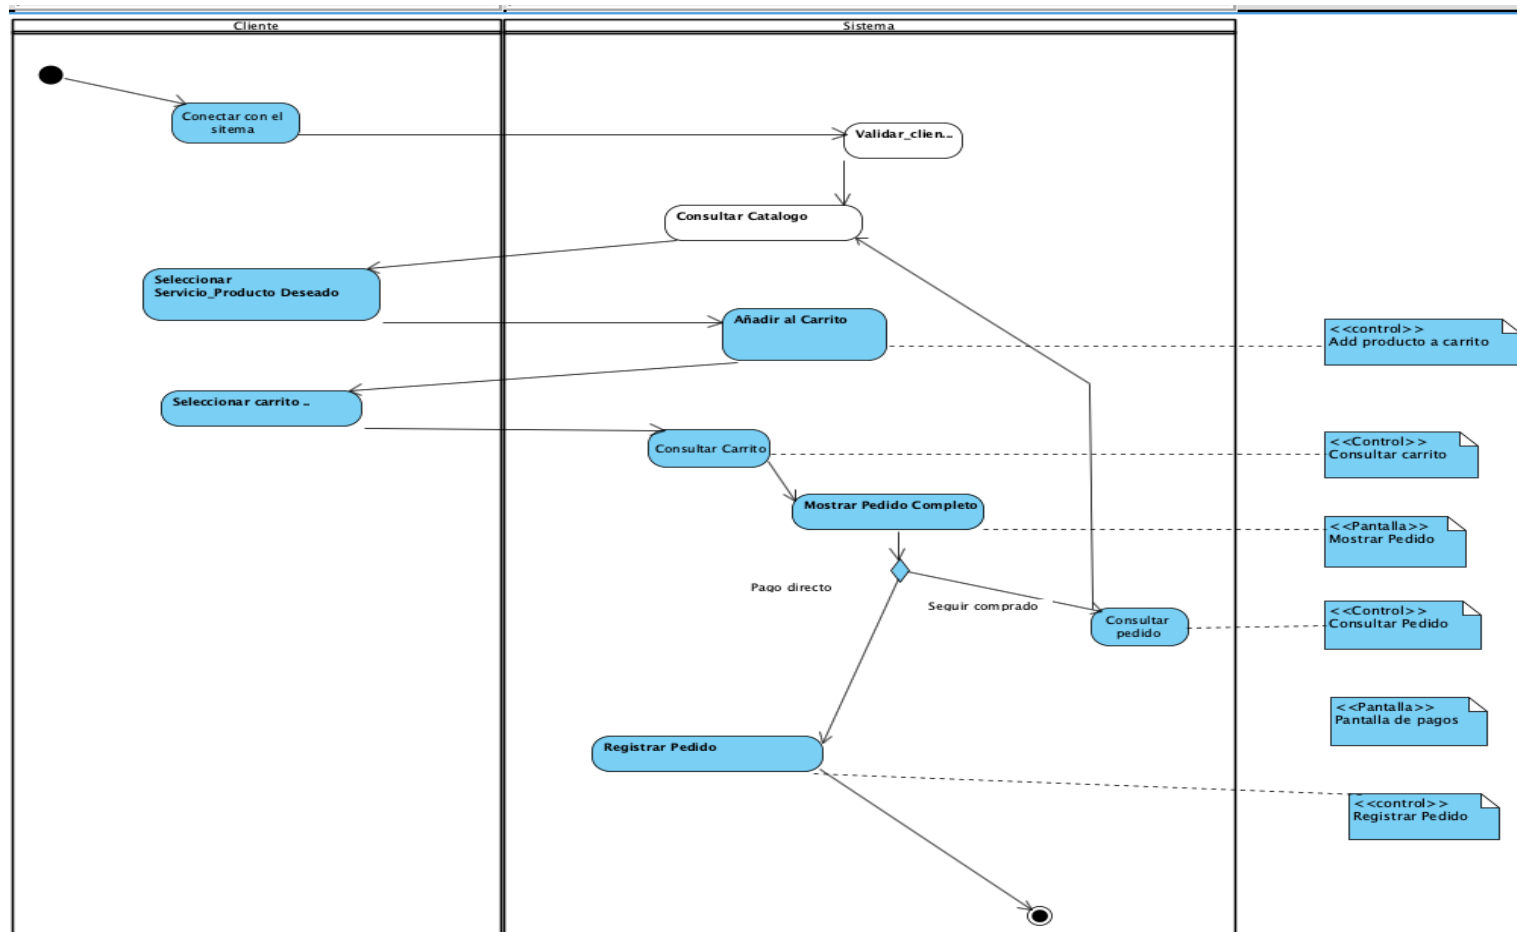 Cliente
Sistema
Conectar con el
sitema
Validar_clien...
Consultar Catalogo
Seleccionar
Servicio_Producto Deseado
Añadir al Carrito
<<control>>
Add producto a carrito
Seleccionar carrito ..
Consultar Carrito
<<Control>>
Consultar carrito
Mostrar Pedido Completo
<<Pantalla>>
Mostrar Pedido
Pago directo
Seguir comprado
Consultar
pedido
<<Control>>
Consultar Pedido
<<Pantalla>>
Pantalla de pagos
Registrar Pedido
<<control>>
Registrar Pedido